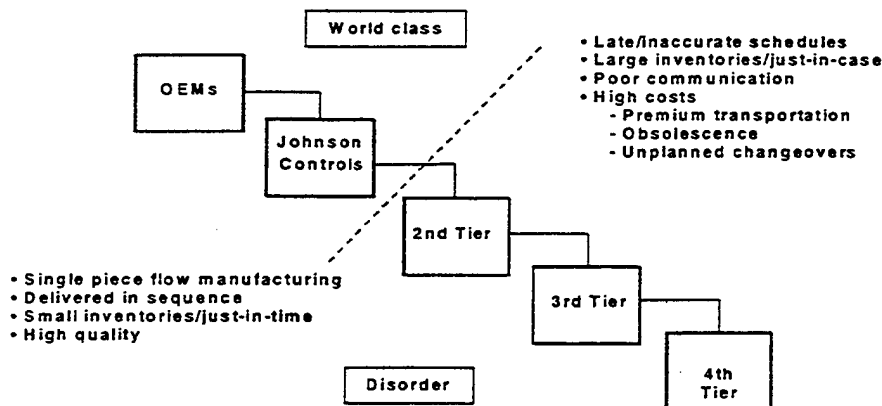 World class
• Late/inaccurate schedules
• Large inventories/just-in-case
• Poor communication
• High costs
- Premium transportation
- Obsolescence
- Unplanned changeovers
OEMs
Johnson
Controls
2nd Tier
3rd Tier
4th
Tier
• Single piece flow manufacturing
• Delivered in sequence
• Small inventories/just-in-time
• High quality
Disorder